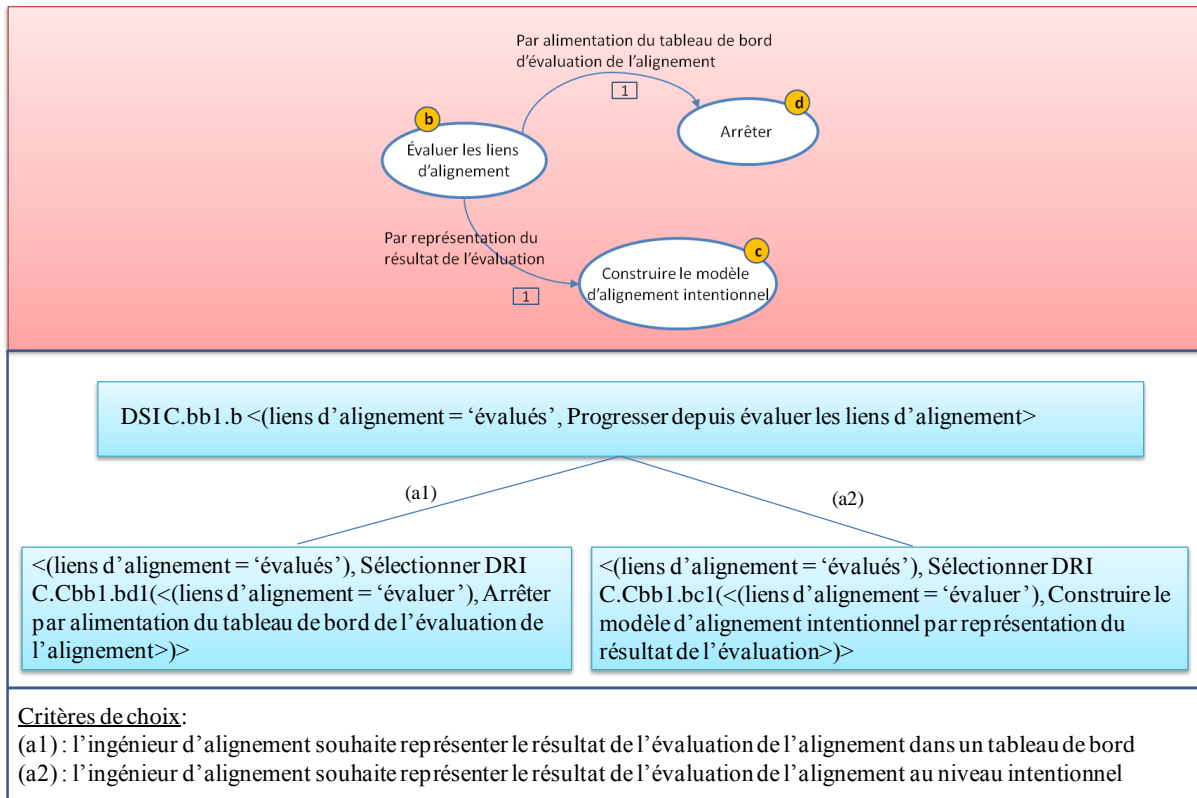 Par alimentation du tableau de bord
d'évaluation de l'alignement
1
b
Évaluer les liens
d'alignement
d
Arrêter
Par représentation du
résultat de l'évaluation
1
c
Construire le modèle
d'alignement intentionnel
DSI C.bb1.b <(liens d'alignement = 'évalués', Progresser depuis évaluer les liens d'alignement>
(a1)
(a2)
<(liens d'alignement = 'évalués'), Sélectionner DRI
C.Cbb1.bd1(<(liens d'alignement = 'évaluer'), Arrêter
par alimentation du tableau de bord de l'évaluation de
l'alignement>)>
<(liens d'alignement = 'évalués'), Sélectionner DRI
C.Cbb1.bc1(<(liens d'alignement = 'évaluer'), Construire le
modèle d'alignement intentionnel par représentation du
résultat de l'évaluation>)>
Critères de choix:
(a1) : l'ingénieur d'alignement souhaite représenter le résultat de l'évaluation de l'alignement dans un tableau de bord
(a2) : l'ingénieur d'alignement souhaite représenter le résultat de l'évaluation de l'alignement au niveau intentionnel